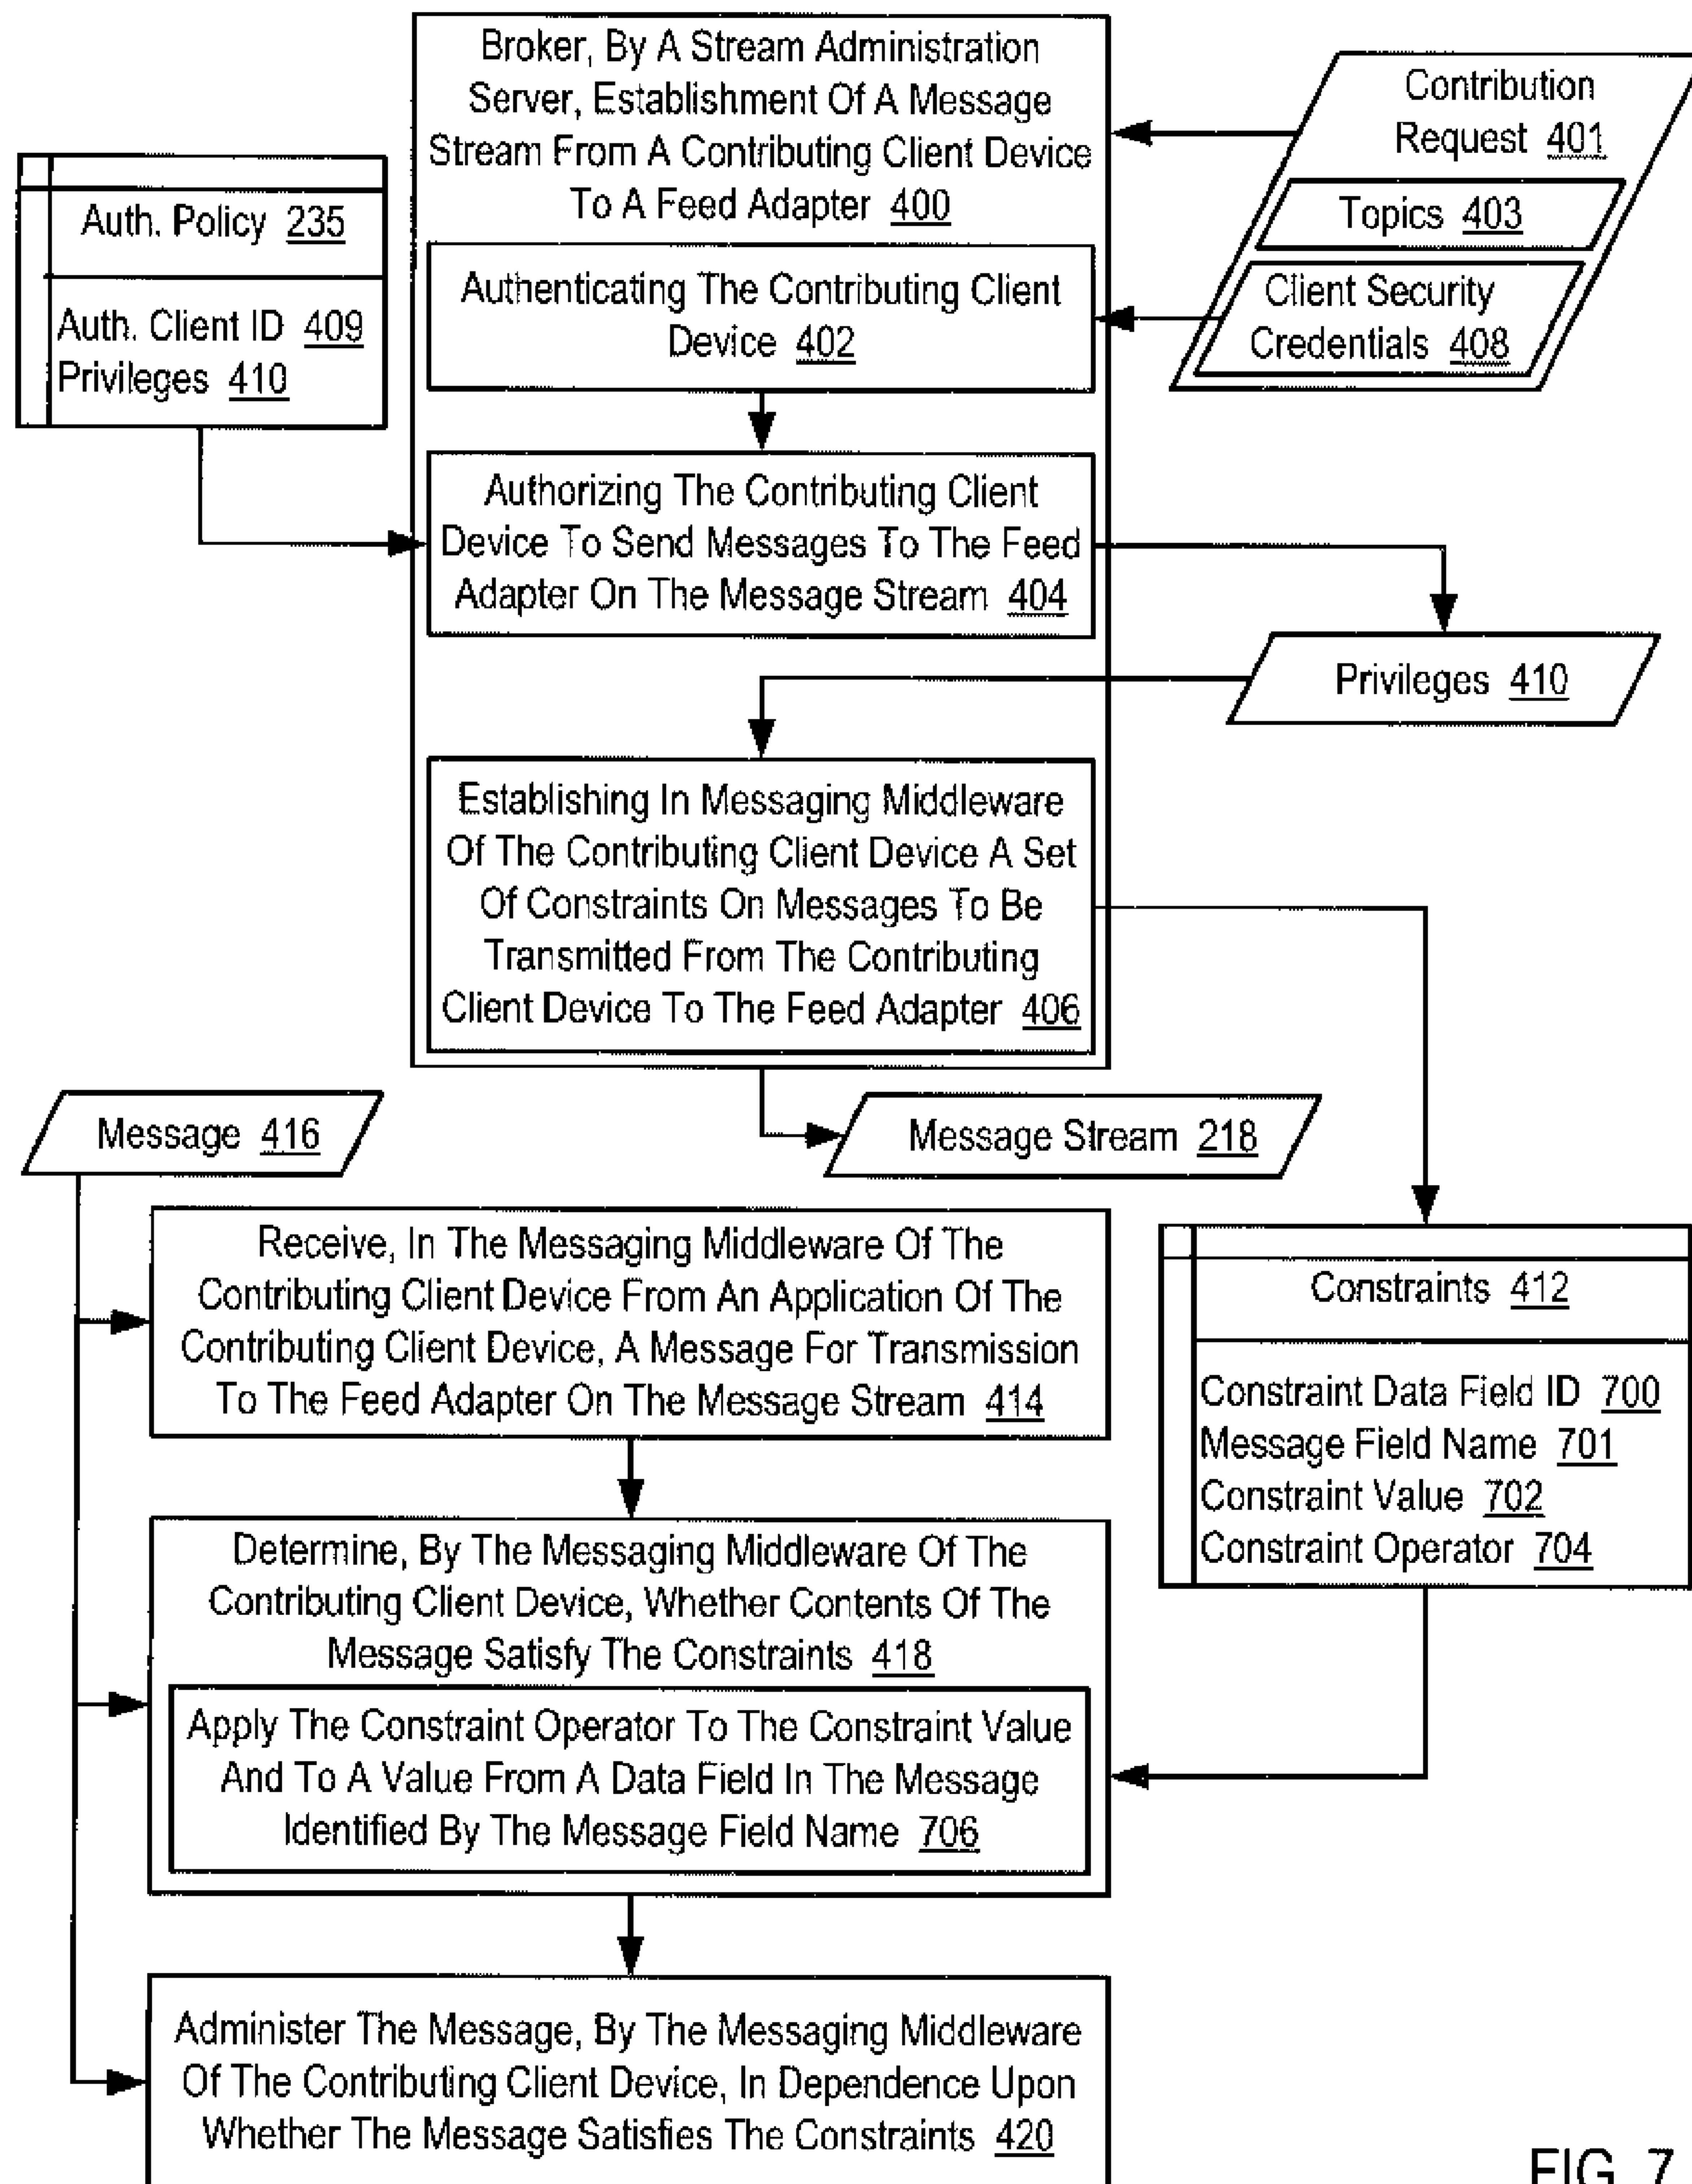 Broker, By A Stream Administration
Server, Establishment Of A Message
Stream From A Contributing Client Device
To A Feed Adapter 400
Contribution
Request 401
Topics 403
Client Security
Credentials 408
Auth. Policy 235
Auth. Client ID 409
Privileges 410
Authenticating The Contributing Client
Device 402
Authorizing The Contributing Client
Device To Send Messages To The Feed
Adapter On The Message Stream 404
Privileges 410
Establishing In Messaging Middleware
Of The Contributing Client Device A Set
Of Constraints On Messages To Be
Transmitted From The Contributing
Client Device To The Feed Adapter 406
Message 416
Message Stream 218
Receive, In The Messaging Middleware Of The
Contributing Client Device From An Application Of The
Contributing Client Device, A Message For Transmission
To The Feed Adapter On The Message Stream 414
Constraints 412
Constraint Data Field ID 700
Message Field Name 701
Constraint Value 702
Constraint Operator 704
Determine, By The Messaging Middleware Of The
Contributing Client Device, Whether Contents Of The
Message Satisfy The Constraints 418
Apply The Constraint Operator To The Constraint Value
And To A Value From A Data Field In The Message
Identified By The Message Field Name 706
Administer The Message, By The Messaging Middleware
Of The Contributing Client Device, In Dependence Upon
Whether The Message Satisfies The Constraints 420
FIG. 7